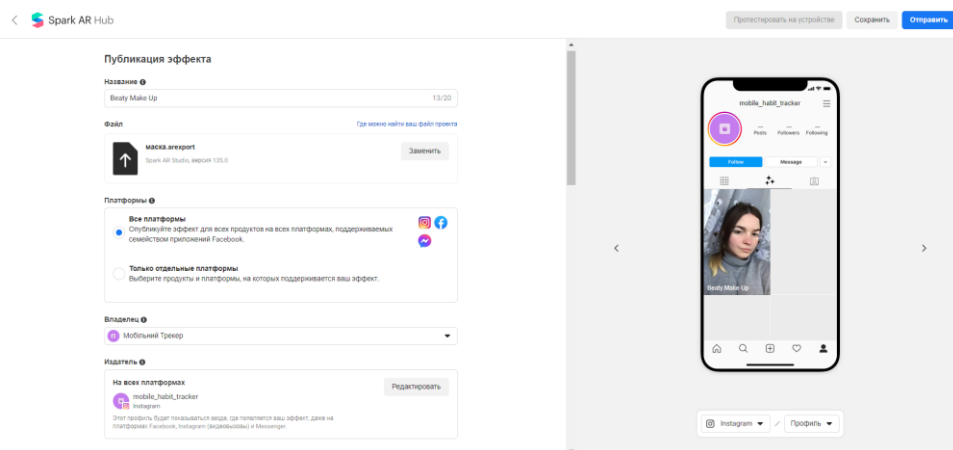 Spark AR Hub
Протестировать на устройстве
Сохранить
Отправить
Публикация эффекта
Название
Beaty Make Up
13/20
Файл
Где можно найти ваш файл проекта
маска.arexport
Spark AR Studio, версия 135.0
Заменить
Платформы
Все платформы
Опубликуйте эффект для всех продуктов на всех платформах, поддерживаемых
семейством приложений Facebook.
Только отдельные платформы
Выберите продукты и платформы, на которых поддерживается ваш эффект.
Владелец
Мобільний Трекер
Издатель
На всех платформах
mobile_habit_tracker
Instagram
Редактировать
Этот профиль будет показываться везде, где появляется ваш эффект, даже на
платформах Facebook, Instagram (видеовызовы) и Messenger.
mobile_habit_tracker
Posts
Followers
Following
Follow
Message
Beaty Make Up
Instagram
/
Профиль